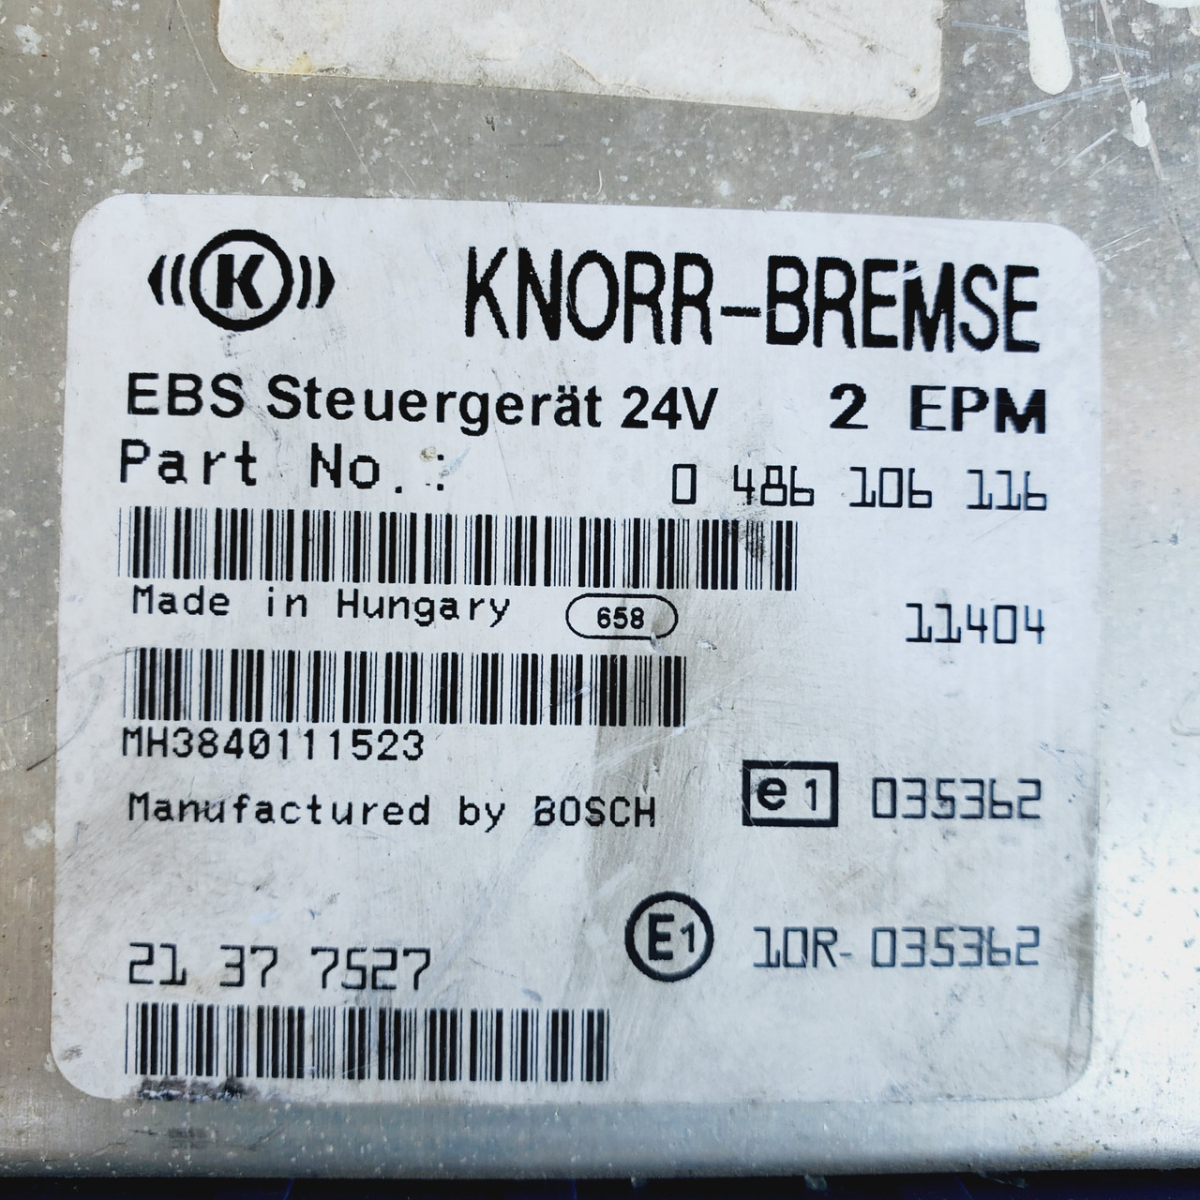 K KNORR-BREMSE
EBS Steuergerät 24V 2 EPM
Part No.: 0 486 106 116
Made in Hungary 658 11404
MH3840111523
Manufactured by BOSCH e1 035362
21 37 7527 E1 10R-035362